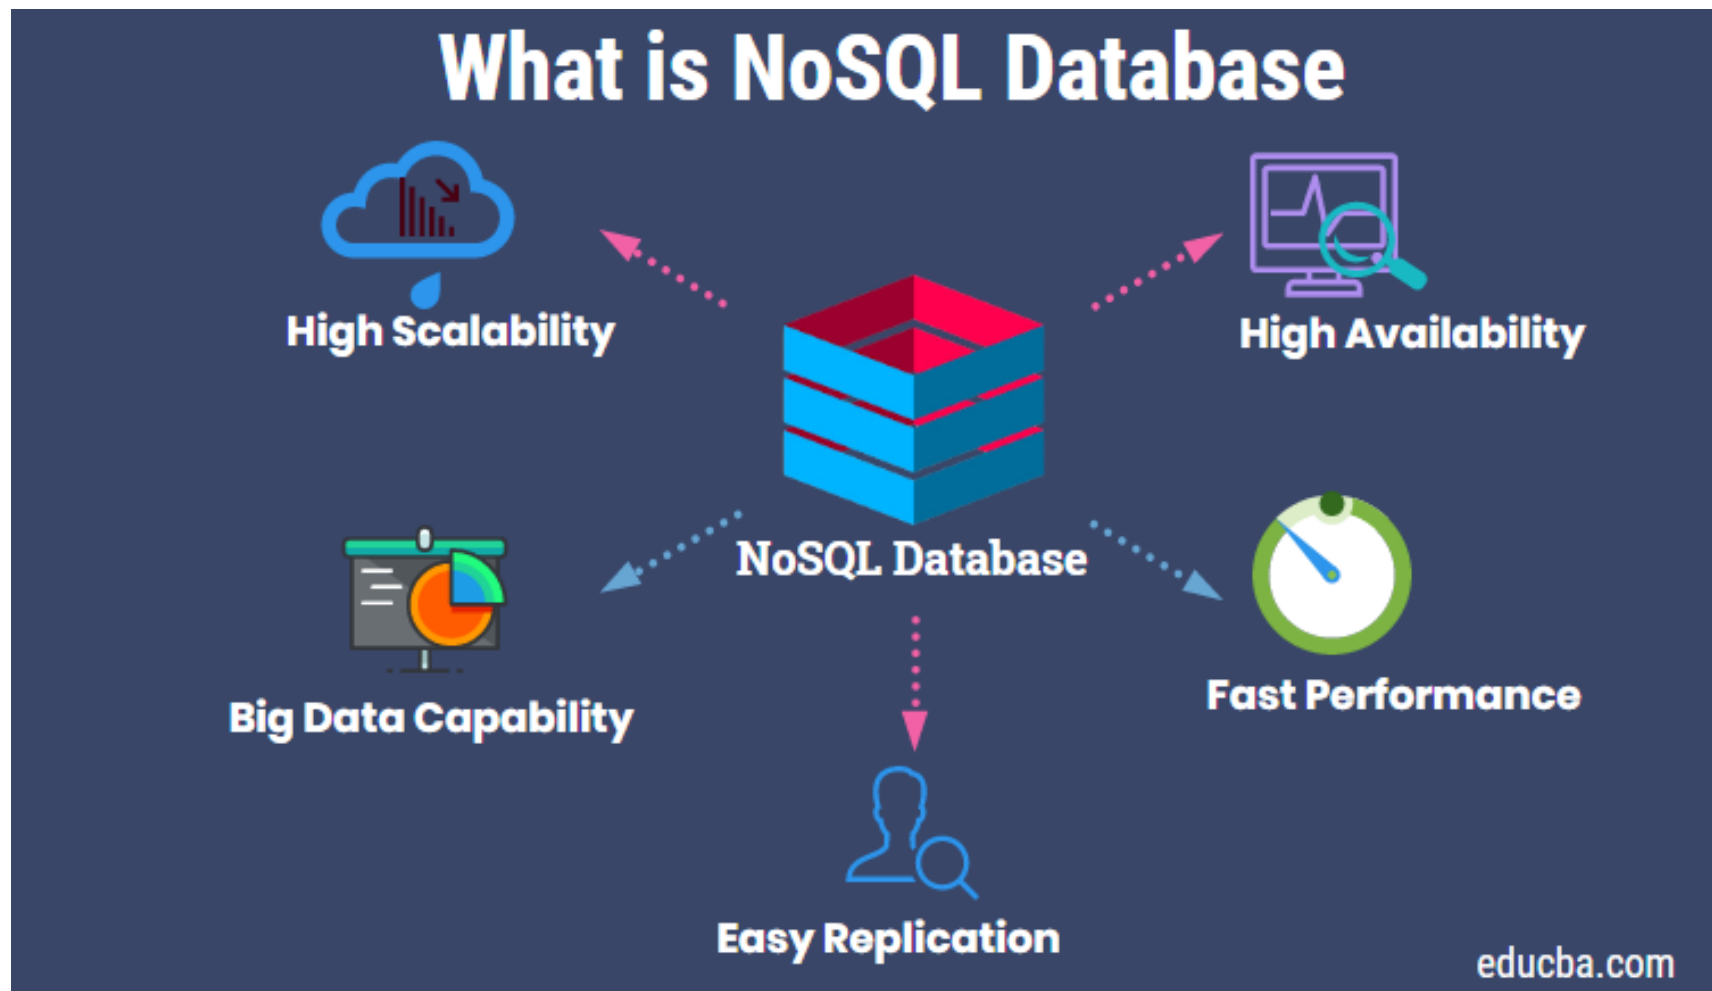 What is NoSQL Database
High Scalability
High Availability
NoSQL Database
Big Data Capability
Fast Performance
Easy Replication
educba.com